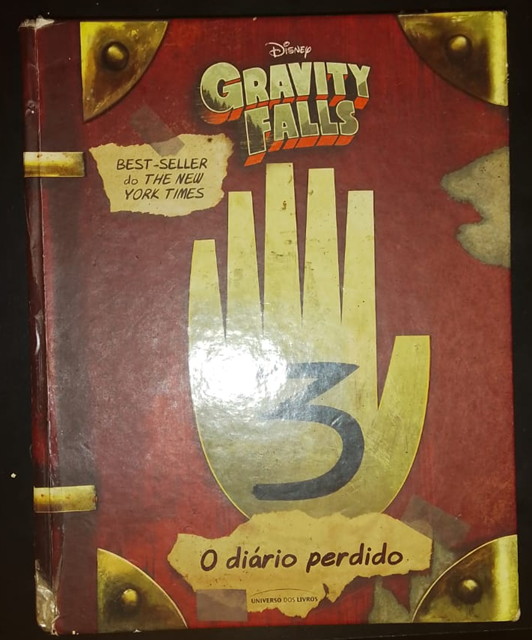 Disney
GRAVITY
FALLS
BEST-SELLER
do THE NEW
YORK TIMES
3
O diário perdido
UNIVERSO DOS LIVROS